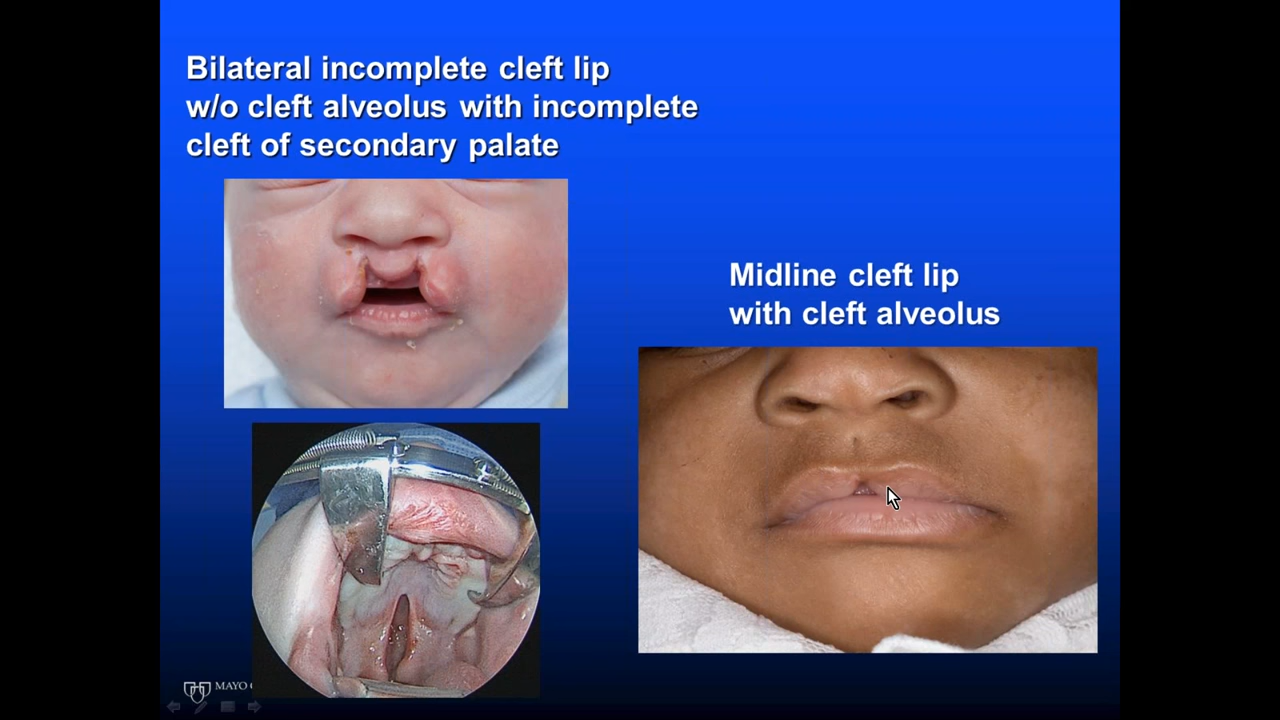 Bilateral incomplete cleft lip
w/o cleft alveolus with incomplete
cleft of secondary palate
Midline cleft lip
with cleft alveolus
MAYO